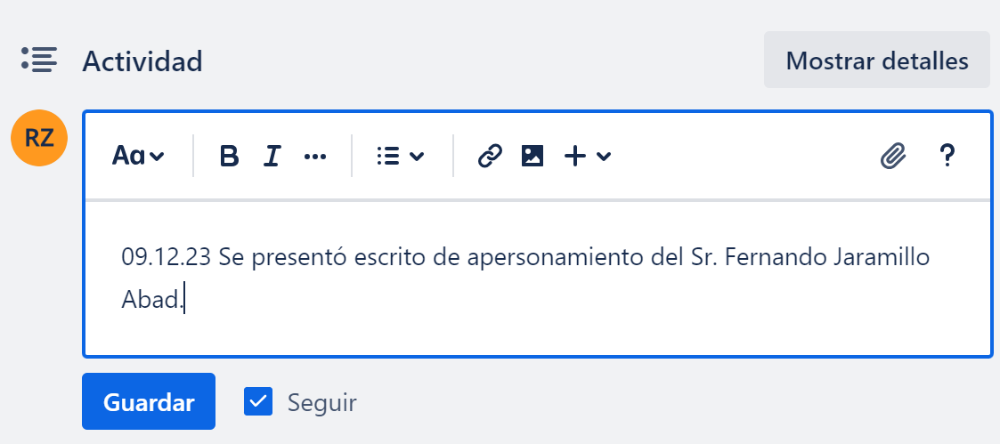 Actividad
Mostrar detalles
RZ
Aa
B I ...
?
09.12.23 Se presentó escrito de apersonamiento del Sr. Fernando Jaramillo
Abad.
Guardar
Seguir